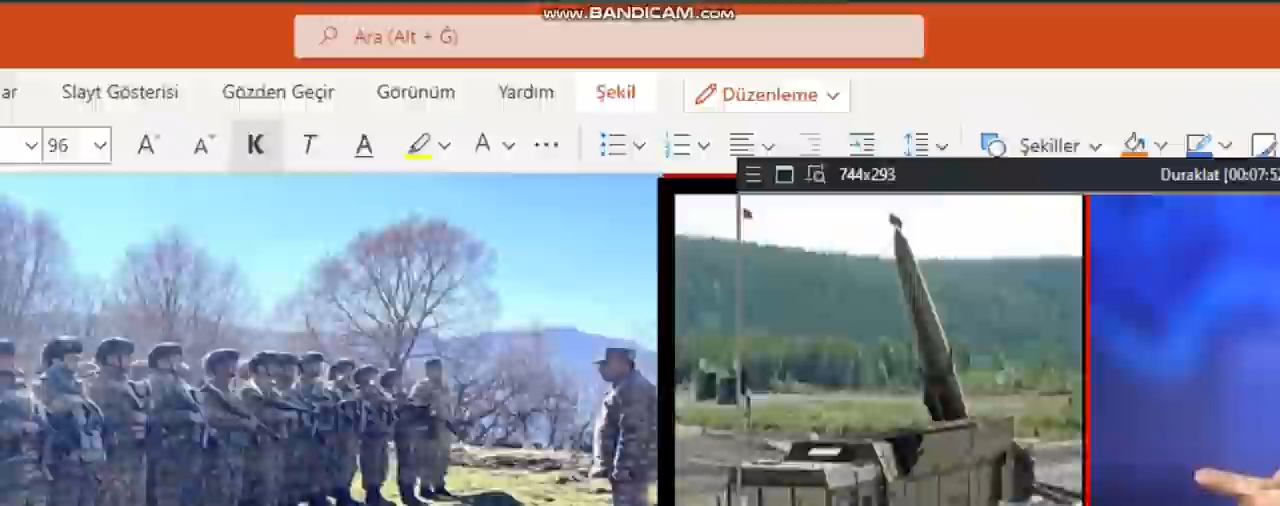 www.BANDICAM.com
Ara (Alt + Ğ)
ar Slayt Gösterisi Gözden Geçir Görünüm Yardım Şekil Düzenleme
96 A A K T A A ... Şekiller
744x293 Duraklat [00:07:52